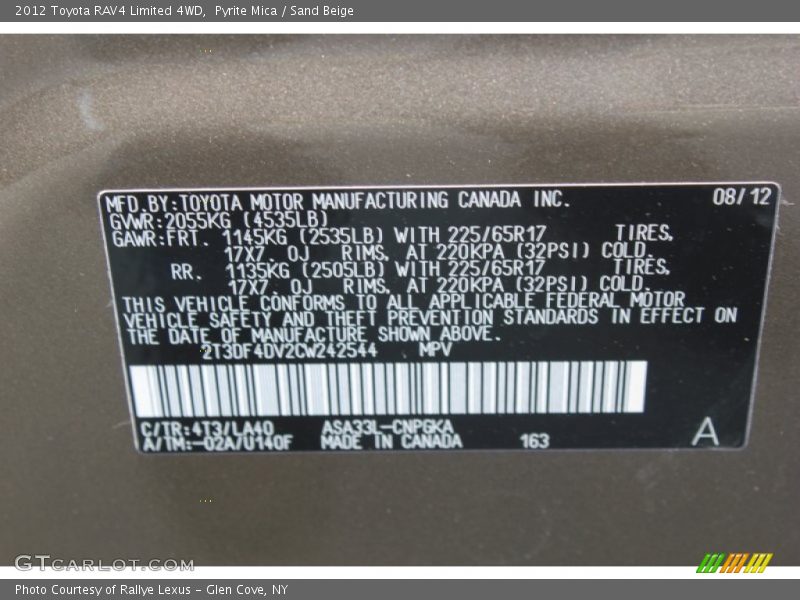 2012 Toyota RAV4 Limited 4WD, Pyrite Mica / Sand Beige
MFD. BY: TOYOTA MOTOR MANUFACTURING CANADA INC. 08/12
GVWR: 2055KG (4535LB)
GAWR: FRT. 1145KG (2535LB) WITH 225/65R17 TIRES,
17X7.0J RIMS, AT 220KPA (32PSI) COLD.
RR. 1135KG (2505LB) WITH 225/65R17 TIRES,
17X7.0J RIMS, AT 220KPA (32PSI) COLD.
THIS VEHICLE CONFORMS TO ALL APPLICABLE FEDERAL MOTOR
VEHICLE SAFETY AND THEFT PREVENTION STANDARDS IN EFFECT ON
THE DATE OF MANUFACTURE SHOWN ABOVE.
2T3DF4DV2CW242544 MPV
C/TR: 4T3/LA40 ASA33L-CNPGKA
A/TM: -02A/U140F MADE IN CANADA 163 A
GTCARLOT.COM
Photo Courtesy of Rallye Lexus - Glen Cove, NY